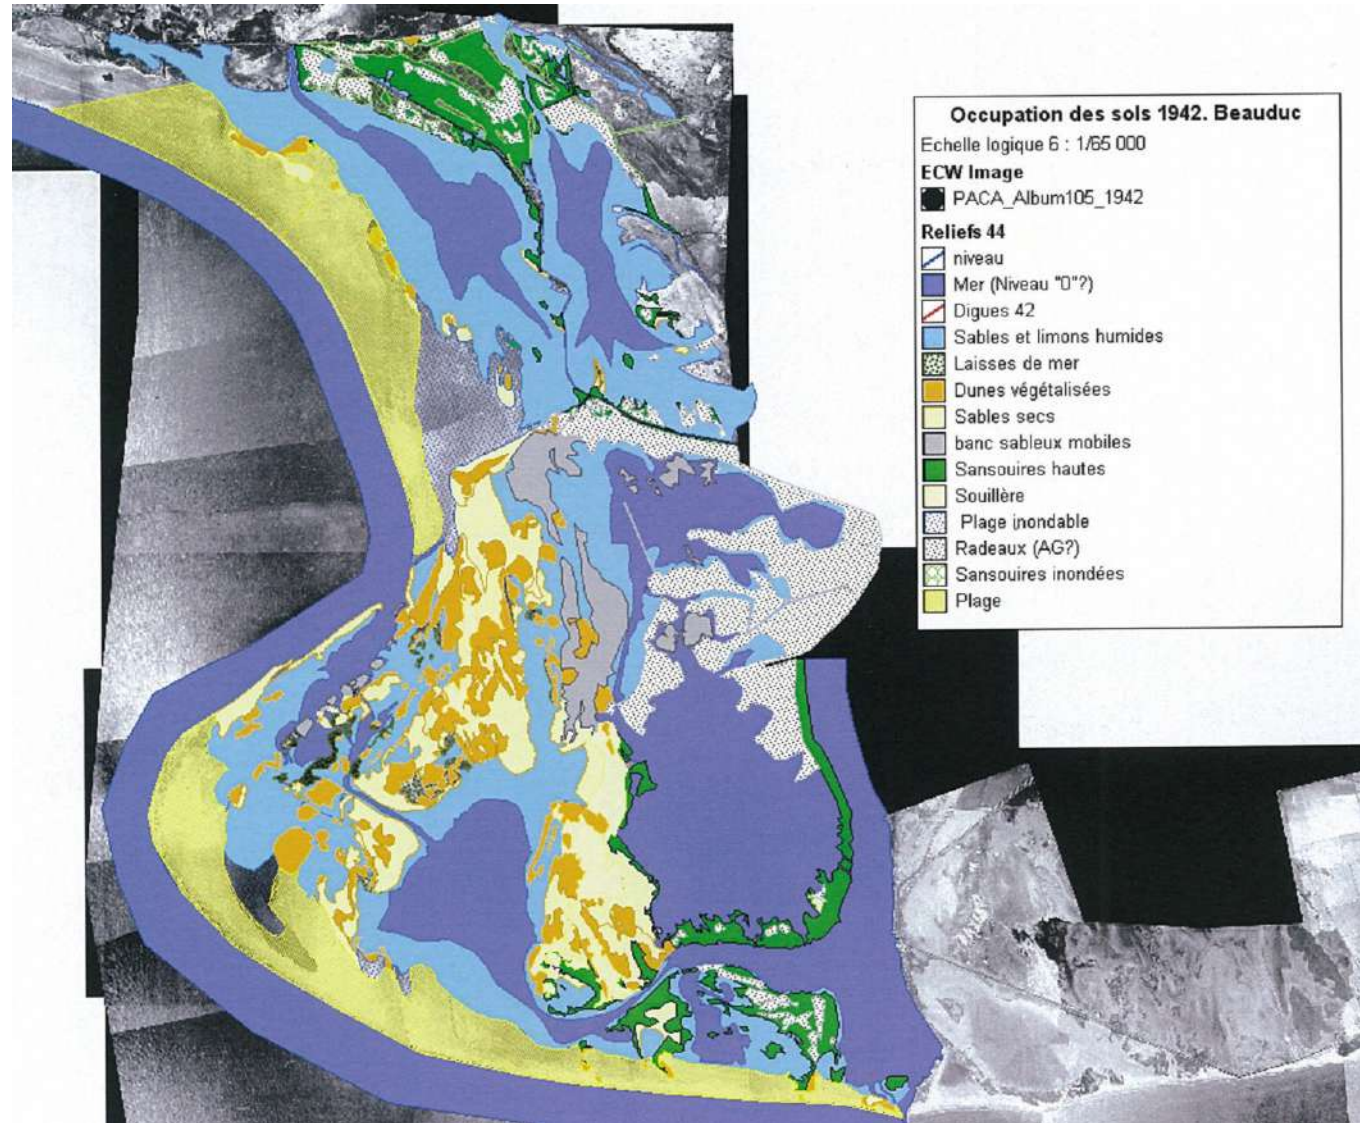 Occupation des sols 1942. Beauduc
Echelle logique 6 : 1/65 000
ECW Image
PACA_Album105_1942
Reliefs 44
niveau
Mer (Niveau "0"?)
Digues 42
Sables et limons humides
Laisses de mer
Dunes végétalisées
Sables secs
banc sableux mobiles
Sansouires hautes
Souillère
Plage inondable
Radeaux (AG?)
Sansouires inondées
Plage